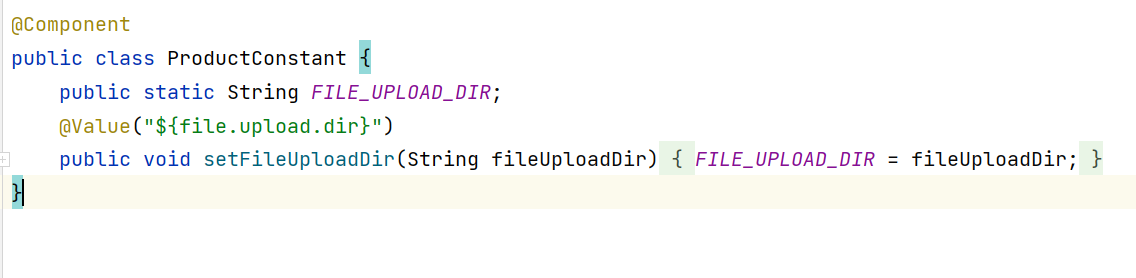 @Component
public class ProductConstant {
    public static String FILE_UPLOAD_DIR;
    @Value("${file.upload.dir}")
    public void setFileUploadDir(String fileUploadDir) { FILE_UPLOAD_DIR = fileUploadDir; }
}